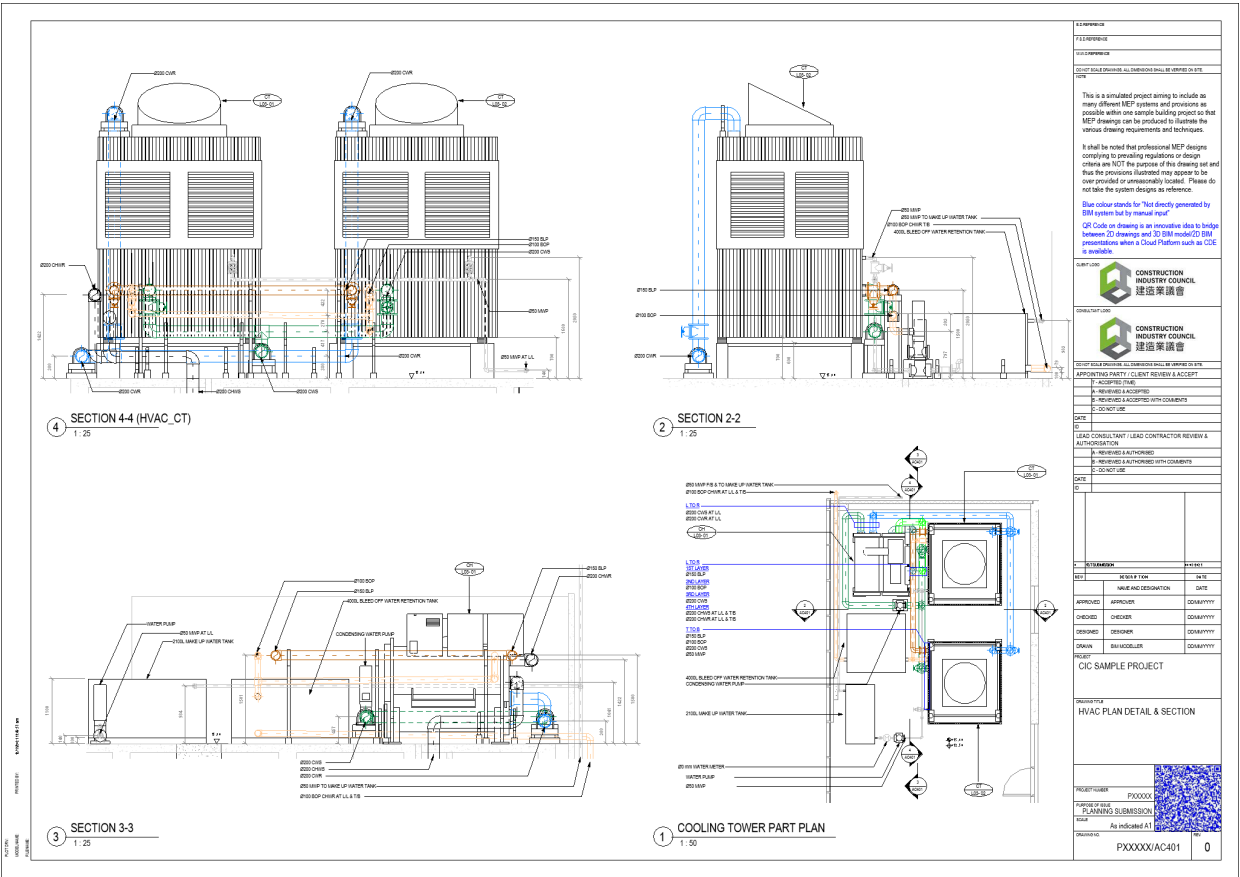 Ø200 CWR
CT
L09- 01
Ø200 CWR
CT
L09- 02
Ø150 BLP
Ø100 BOP
Ø200 CWS
Ø200 CHWR
Ø50 MWP
Ø200 CWR
Ø50 MWP AT L/L
Ø200 CWR
Ø200 CHWS
Ø200 CWS
4
SECTION 4-4 (HVAC_CT)
1 : 25
CT
L09- 02
Ø50 MWP
Ø50 MWP TO MAKE UP WATER TANK
Ø100 BOP CHWR T/B
4000L BLEED OFF WATER RETENTION TANK
Ø150 BLP
Ø100 BOP
Ø200 CWR
2
SECTION 2-2
1 : 25
CH
L09- 01
Ø150 BLP
Ø200 CHWR
Ø100 BOP
Ø150 BLP
4000L BLEED OFF WATER RETENTION TANK
WATER PUMP
Ø50 MWP AT L/L
2100L MAKE UP WATER TANK
CONDENSING WATER PUMP
Ø200 CWS
Ø200 CHWS
Ø200 CWR
Ø50 MWP TO MAKE UP WATER TANK
Ø100 BOP CHWR AT L/L & T/B
3
SECTION 3-3
1 : 25
Ø50 MWP F/B & TO MAKE UP WATER TANK
Ø100 BOP CHWR AT L/L & T/B
L TO R
Ø200 CWS AT L/L
Ø200 CWR AT L/L
CH
L09- 01
L TO R
1ST LAYER
Ø150 BLP
2ND LAYER
Ø100 BOP
3RD LAYER
Ø200 CWS
4TH LAYER
Ø200 CHWS AT L/L & T/B
Ø200 CHWR AT L/L & T/B
T TO B
Ø150 BLP
Ø100 BOP
Ø200 CWS
Ø50 MWP
4000L BLEED OFF WATER RETENTION TANK
CONDENSING WATER PUMP
2100L MAKE UP WATER TANK
WATER PUMP
Ø50 MWP
CT
L09- 01
CT
L09- 02
1
COOLING TOWER PART PLAN
1 : 50
B.D.REFERENCE
F.S.D.REFERENCE
W.W.O.REFERENCE
DO NOT SCALE DRAWINGS. ALL DIMENSIONS SHALL BE VERIFIED ON SITE.
NOTE
This is a simulated project aiming to include as
many different MEP systems and provisions as
possible within one sample building project so that
MEP drawings can be produced to illustrate the
various drawing requirements and techniques.
It shall be noted that professional MEP designs
complying to prevailing regulations or design
criteria are NOT the purpose of this drawing set and
thus the provisions illustrated may appear to be
over provided or unreasonably located. Please do
not take the system designs as reference.
Blue colour stands for "Not directly generated by
BIM system but by manual input"
QR Code on drawing is an innovative idea to bridge
between 2D drawings and 3D BIM model/2D BIM
presentations when a Cloud Platform such as CDE
is available.
CLIENT LOGO
CONSTRUCTION
INDUSTRY COUNCIL
建造業議會
CONSULTANT LOGO
CONSTRUCTION
INDUSTRY COUNCIL
建造業議會
DO NOT SCALE DRAWINGS. ALL DIMENSIONS SHALL BE VERIFIED ON SITE.
APPOINTING PARTY / CLIENT REVIEW & ACCEPT
T - ACCEPTED (TIME)
A - REVIEWED & ACCEPTED
B - REVIEWED & ACCEPTED WITH COMMENTS
C - DO NOT USE
DATE
ID
LEAD CONSULTANT / LEAD CONTRACTOR REVIEW &
AUTHORISATION
A - REVIEWED & AUTHORISED
B - REVIEWED & AUTHORISED WITH COMMENTS
C - DO NOT USE
DATE
ID
REV DESCRIPTION DATE
NAME AND DESIGNATION DATE
APPROVED APPROVER DD/MM/YYYY
CHECKED CHECKER DD/MM/YYYY
DESIGNED DESIGNER DD/MM/YYYY
DRAWN BIM MODELLER DD/MM/YYYY
PROJECT
CIC SAMPLE PROJECT
DRAWING TITLE
HVAC PLAN DETAIL & SECTION
PROJECT NUMBER
PXXXXX
PURPOSE OF ISSUE
PLANNING SUBMISSION
SCALE
As indicated A1
DRAWING NO.
PXXXXX/AC401
REV
0